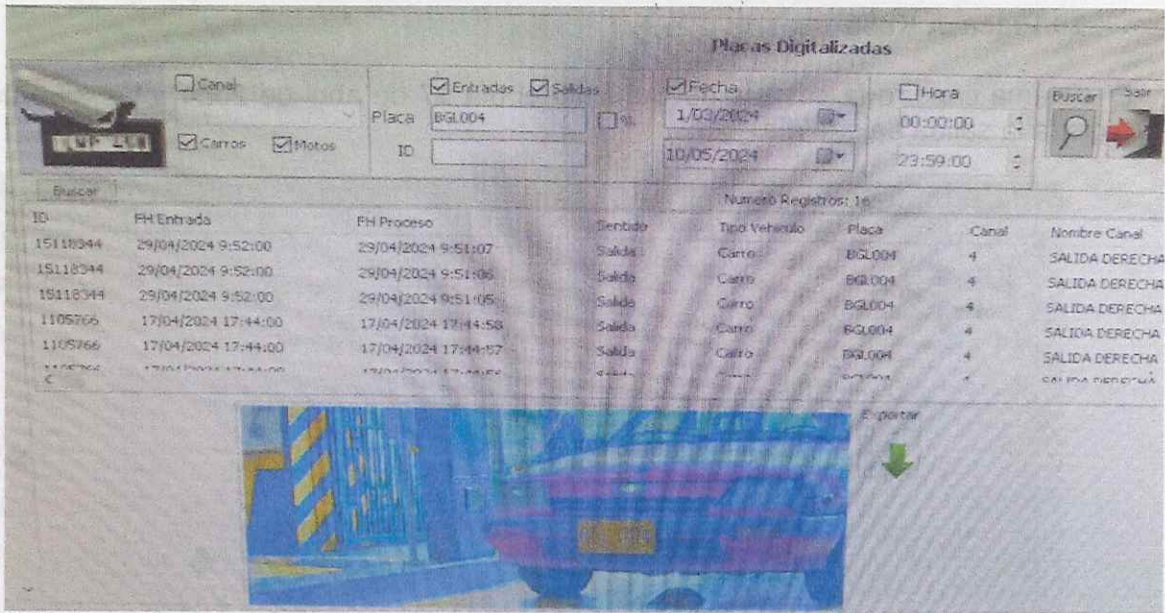 Placas Digitalizadas
Canal
Entradas Salidas
Fecha
Hora
Buscar
Salir
Placa BGL004
1/03/2024
00:00:00
Carros Motos
ID
10/05/2024
23:59:00
Buscar
Numero Registros: 16
ID FH Entrada FH Proceso Sentido Tipo Vehiculo Placa Canal Nombre Canal
15118344 29/04/2024 9:52:00 29/04/2024 9:51:07 Salida Carro BGL004 4 SALIDA DERECHA
15118344 29/04/2024 9:52:00 29/04/2024 9:51:06 Salida Carro BGL004 4 SALIDA DERECHA
15118344 29/04/2024 9:52:00 29/04/2024 9:51:05 Salida Carro BGL004 4 SALIDA DERECHA
1105766 17/04/2024 17:44:00 17/04/2024 17:44:58 Salida Carro BGL004 4 SALIDA DERECHA
1105766 17/04/2024 17:44:00 17/04/2024 17:44:57 Salida Carro BGL004 4 SALIDA DERECHA
Exportar